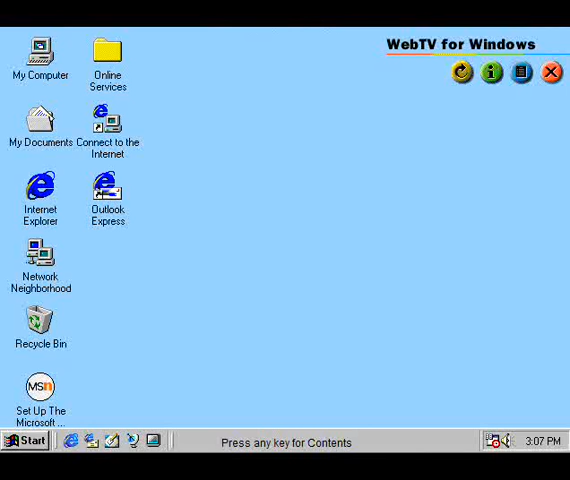 WebTV for Windows
My Computer
Online
Services
My Documents
Connect to the
Internet
Internet
Explorer
Outlook
Express
Network
Neighborhood
Recycle Bin
msn
Set Up The
Microsoft ...
Start
Press any key for Contents
3:07 PM